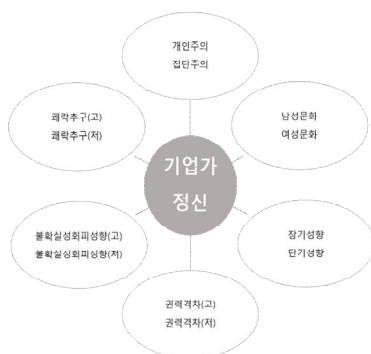 개인주의
집단주의
쾌락추구(고)
쾌락추구(저)
남성문화
여성문화
기업가
정신
불확실성회피성향(고)
불확실성회피성향(저)
장기성향
단기성향
권력격차(고)
권력격차(저)